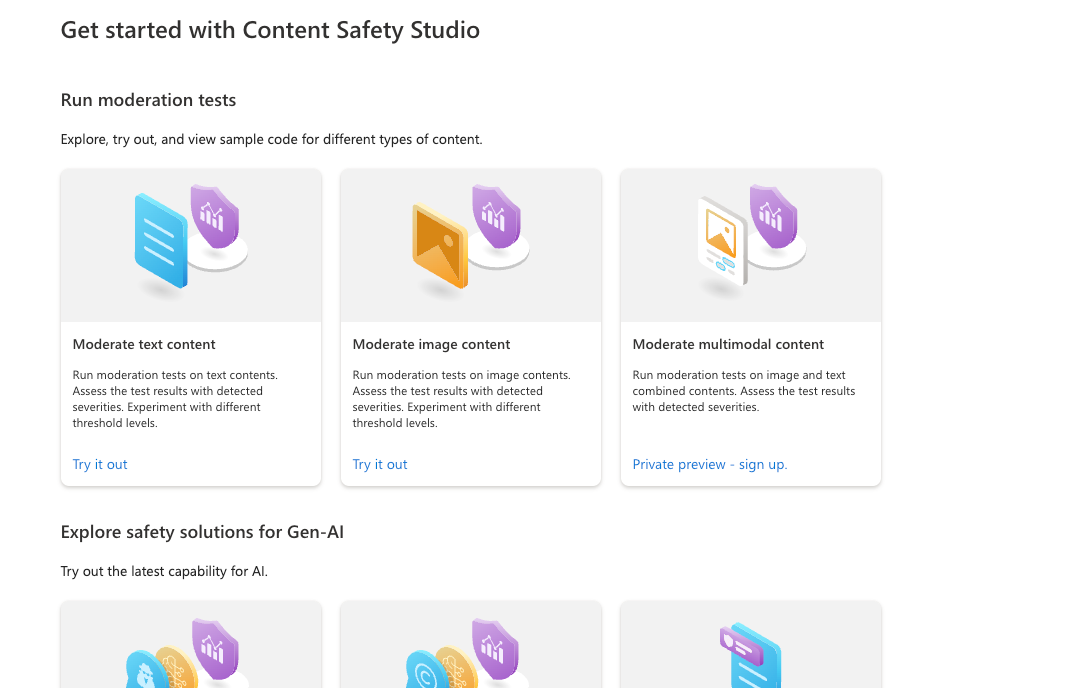 Get started with Content Safety Studio
Run moderation tests
Explore, try out, and view sample code for different types of content.
Moderate text content
Run moderation tests on text contents.
Assess the test results with detected
severities. Experiment with different
threshold levels.
Try it out
Moderate image content
Run moderation tests on image contents.
Assess the test results with detected
severities. Experiment with different
threshold levels.
Try it out
Moderate multimodal content
Run moderation tests on image and text
combined contents. Assess the test results
with detected severities.
Private preview - sign up.
Explore safety solutions for Gen-AI
Try out the latest capability for AI.